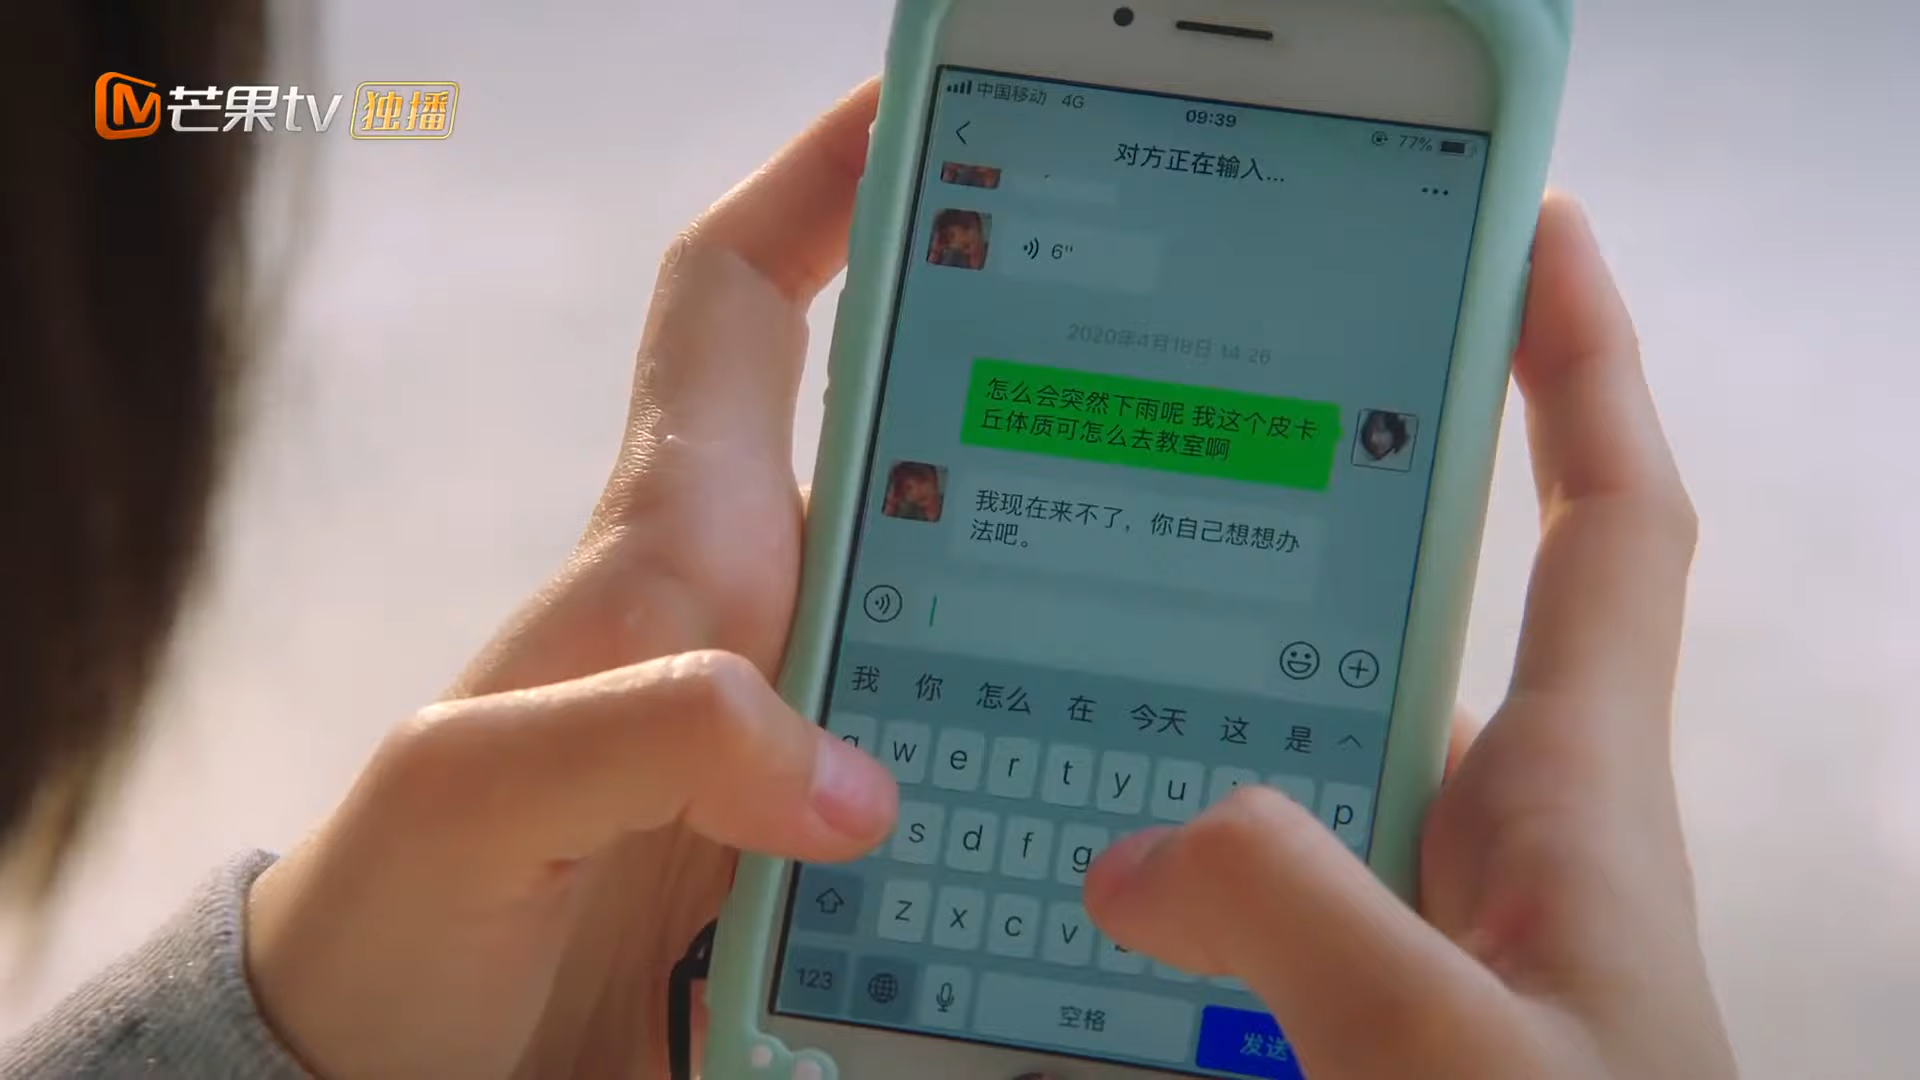 芒果tv 独播
中国移动 4G
09:39
77%
对方正在输入...
6"
2020年4月18日 14:26
怎么会突然下雨呢 我这个皮卡
丘体质可怎么去教室啊
我现在来不了，你自己想想办
法吧。
我 你 怎么 在 今天 这 是
q w e r t y u p
s d f g
z x c v
123 空格 发送